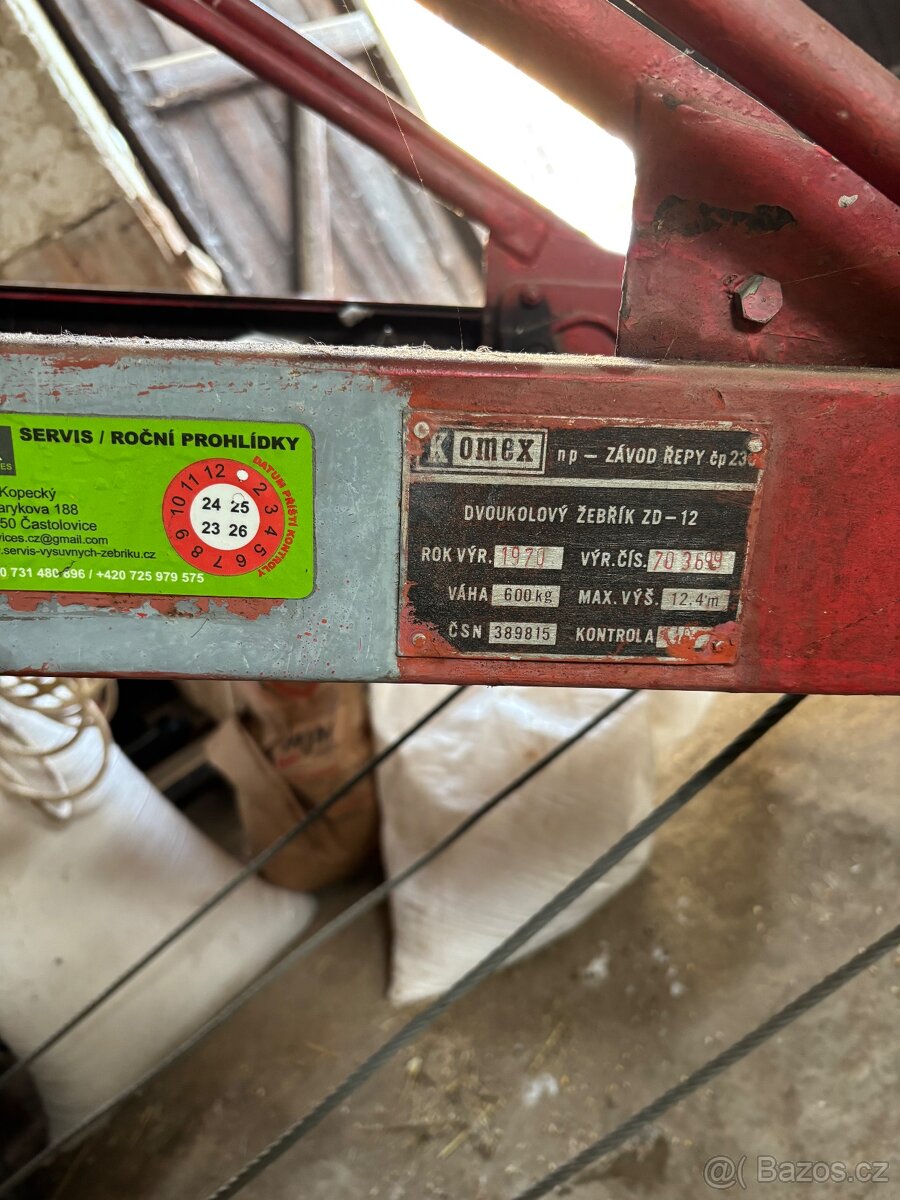 SERVIS / ROČNÍ PROHLÍDKY
Kopecký
arykova 188
50 Častolovice
vices.cz@gmail.com
.servis-vysuvnych-zebriku.cz
0 731 480 896 / +420 725 979 575
ES
DATUM PŘÍŠTÍ KONTROLY
12 2 3 4 5 6 7 8 9 10 11
24 25
23 26
Komex np - ZÁVOD ŘEPY čp 23
DVOUKOLOVÝ ŽEBŘÍK ZD-12
ROK VÝR. 1970 VÝR. ČÍS. 70 3699
VÁHA 600 kg MAX. VÝŠ. 12,4 m
ČSN 389815 KONTROLA
@( Bazos.cz